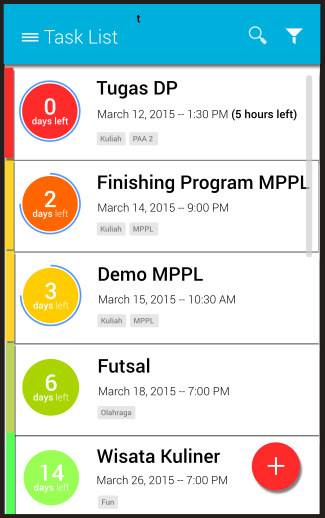 t
Task List
0
days left
Tugas DP
March 12, 2015 -- 1:30 PM (5 hours left)
Kuliah PAA 2
2
days left
Finishing Program MPPL
March 14, 2015 -- 9:00 PM
Kuliah MPPL
3
days left
Demo MPPL
March 15, 2015 -- 10:30 AM
Kuliah MPPL
6
days left
Futsal
March 18, 2015 -- 7:00 PM
Olahraga
14
days left
Wisata Kuliner
March 26, 2015 -- 7:00 PM
Fun
+